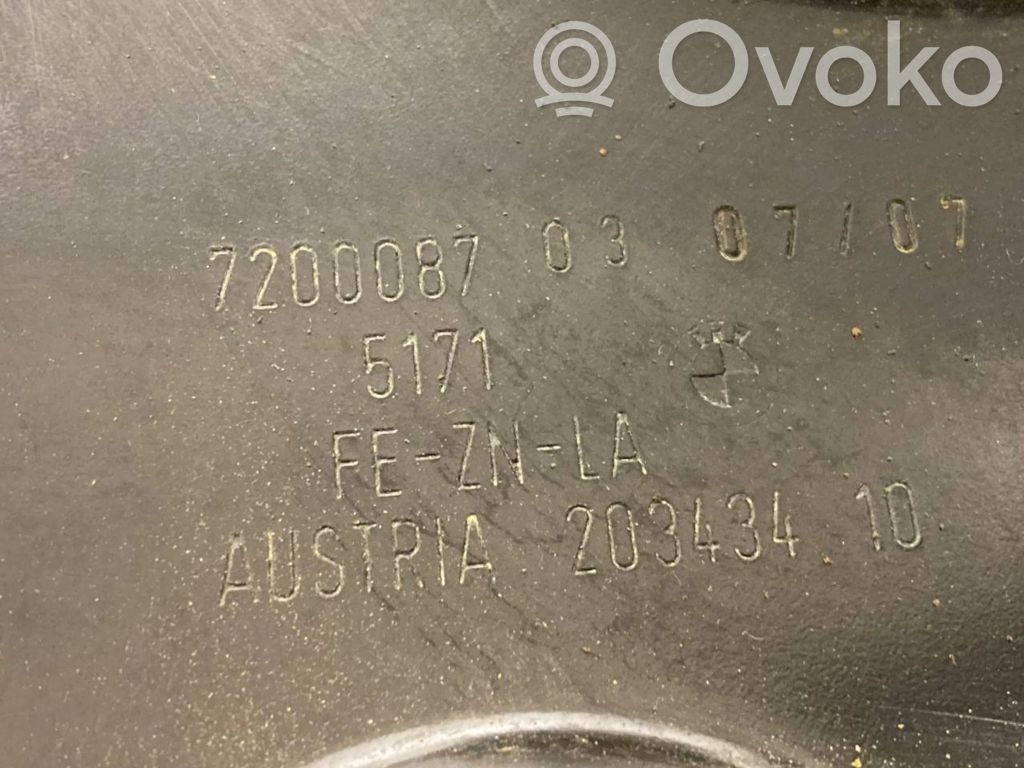 Ovoko
7200087 03 07/07
5171
FE-ZN-LA
AUSTRIA 203434 10